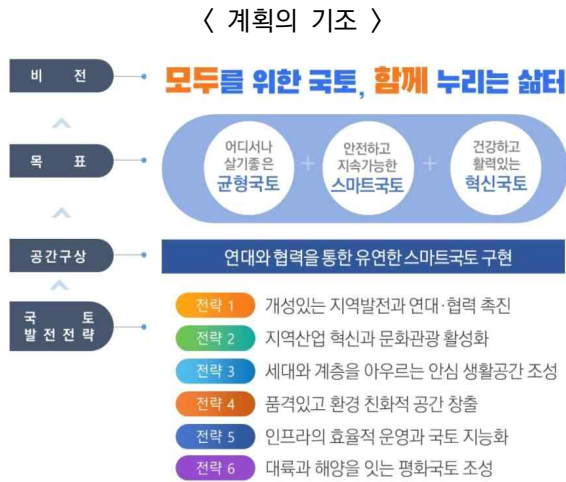 〈 계획의 기조 〉
비 전
모두를 위한 국토, 함께 누리는 삶터
목 표
어디서나
살기좋은
균형국토
+
안전하고
지속가능한
스마트국토
+
건강하고
활력있는
혁신국토
공간구상
연대와 협력을 통한 유연한 스마트국토 구현
국 토
발전전략
전략 1 개성있는 지역발전과 연대·협력 촉진
전략 2 지역산업 혁신과 문화관광 활성화
전략 3 세대와 계층을 아우르는 안심 생활공간 조성
전략 4 품격있고 환경 친화적 공간 창출
전략 5 인프라의 효율적 운영과 국토 지능화
전략 6 대륙과 해양을 잇는 평화국토 조성